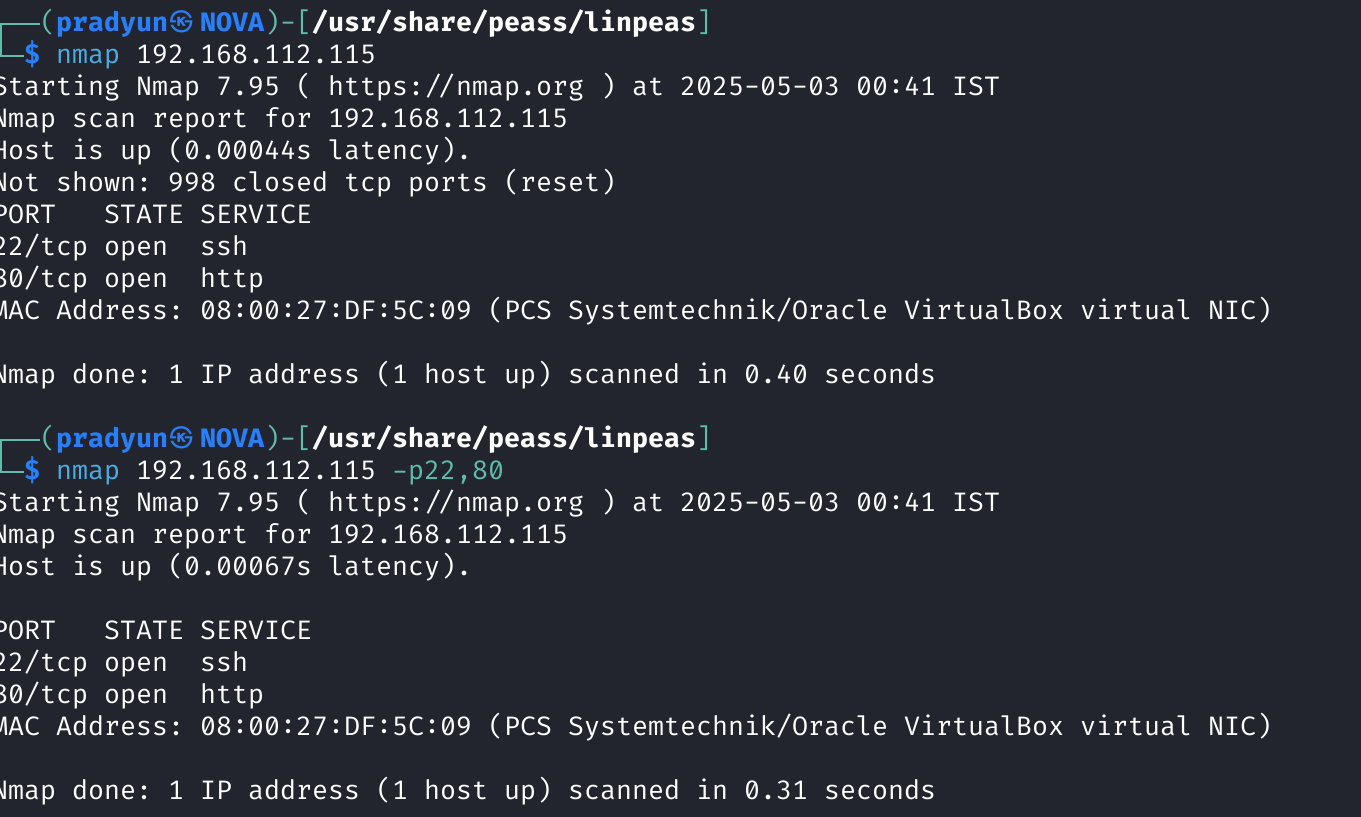 ┌──(pradyun㉿NOVA)-[/usr/share/peass/linpeas]
└─$ nmap 192.168.112.115
Starting Nmap 7.95 ( https://nmap.org ) at 2025-05-03 00:41 IST
Nmap scan report for 192.168.112.115
Host is up (0.00044s latency).
Not shown: 998 closed tcp ports (reset)
PORT   STATE SERVICE
22/tcp open  ssh
80/tcp open  http
MAC Address: 08:00:27:DF:5C:09 (PCS Systemtechnik/Oracle VirtualBox virtual NIC)
Nmap done: 1 IP address (1 host up) scanned in 0.40 seconds
┌──(pradyun㉿NOVA)-[/usr/share/peass/linpeas]
└─$ nmap 192.168.112.115 -p22,80
Starting Nmap 7.95 ( https://nmap.org ) at 2025-05-03 00:41 IST
Nmap scan report for 192.168.112.115
Host is up (0.00067s latency).
PORT   STATE SERVICE
22/tcp open  ssh
80/tcp open  http
MAC Address: 08:00:27:DF:5C:09 (PCS Systemtechnik/Oracle VirtualBox virtual NIC)
Nmap done: 1 IP address (1 host up) scanned in 0.31 seconds